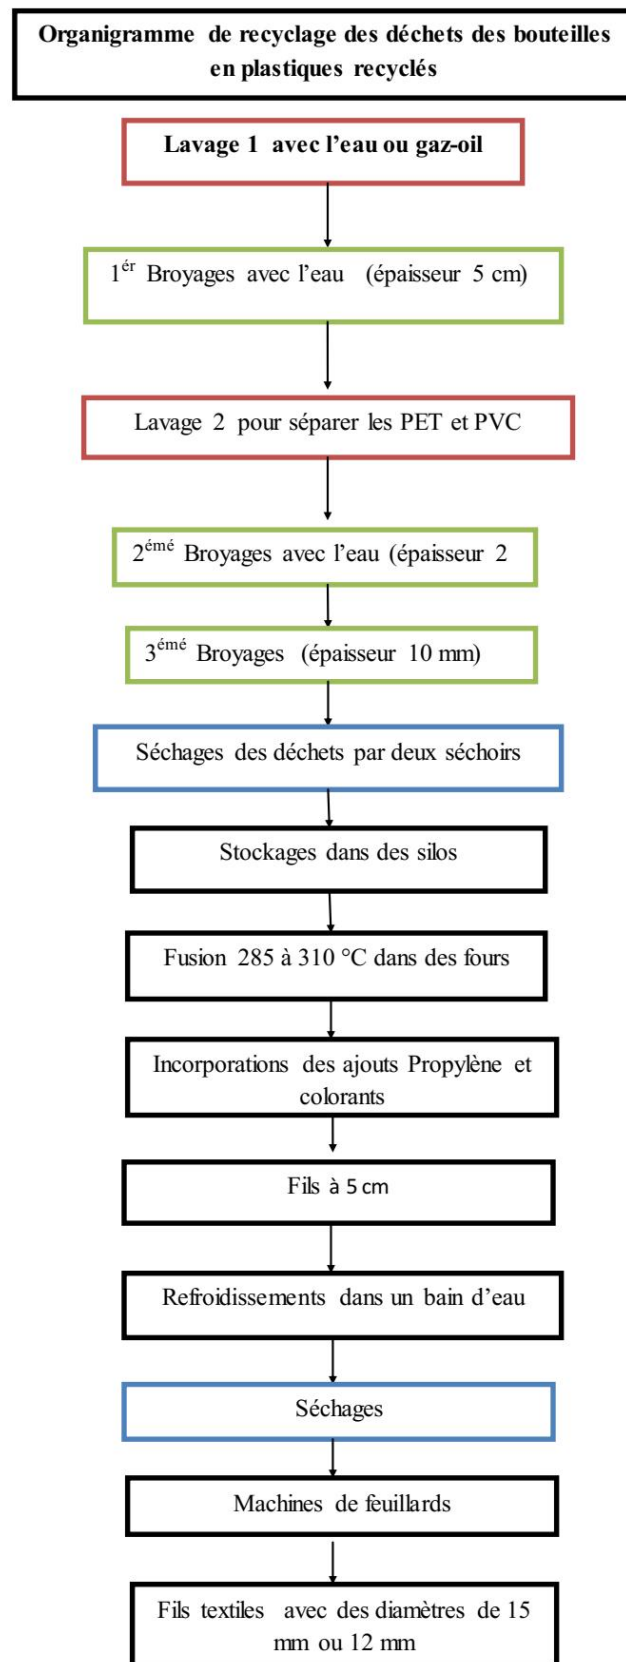 Organigramme de recyclage des déchets des bouteilles
en plastiques recyclés
Lavage 1 avec l’eau ou gaz-oil
1ér Broyages avec l’eau (épaisseur 5 cm)
Lavage 2 pour séparer les PET et PVC
2émé Broyages avec l’eau (épaisseur 2
3émé Broyages (épaisseur 10 mm)
Séchages des déchets par deux séchoirs
Stockages dans des silos
Fusion 285 à 310 °C dans des fours
Incorporations des ajouts Propylène et
colorants
Fils à 5 cm
Refroidissements dans un bain d’eau
Séchages
Machines de feuillards
Fils textiles avec des diamètres de 15
mm ou 12 mm